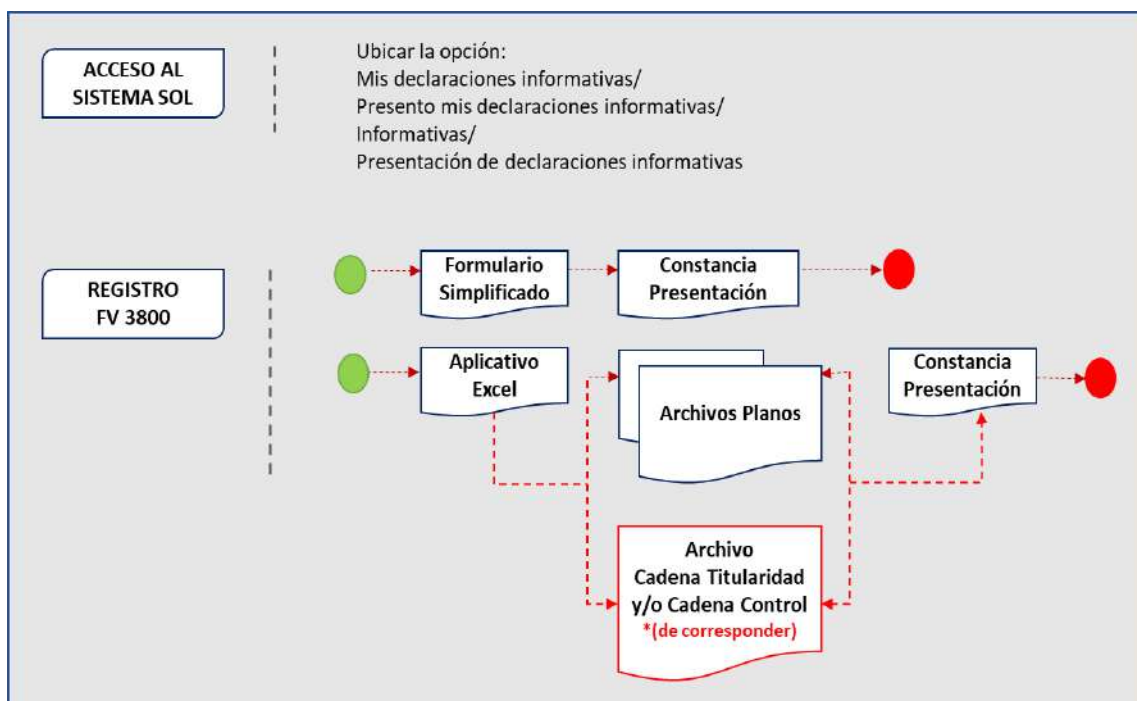 ACCESO AL
SISTEMA SOL
Ubicar la opción:
Mis declaraciones informativas/
Presento mis declaraciones informativas/
Informativas/
Presentación de declaraciones informativas
REGISTRO
FV 3800
Formulario
Simplificado
Constancia
Presentación
Aplicativo
Excel
Archivos Planos
Constancia
Presentación
Archivo
Cadena Titularidad
y/o Cadena Control
*(de corresponder)